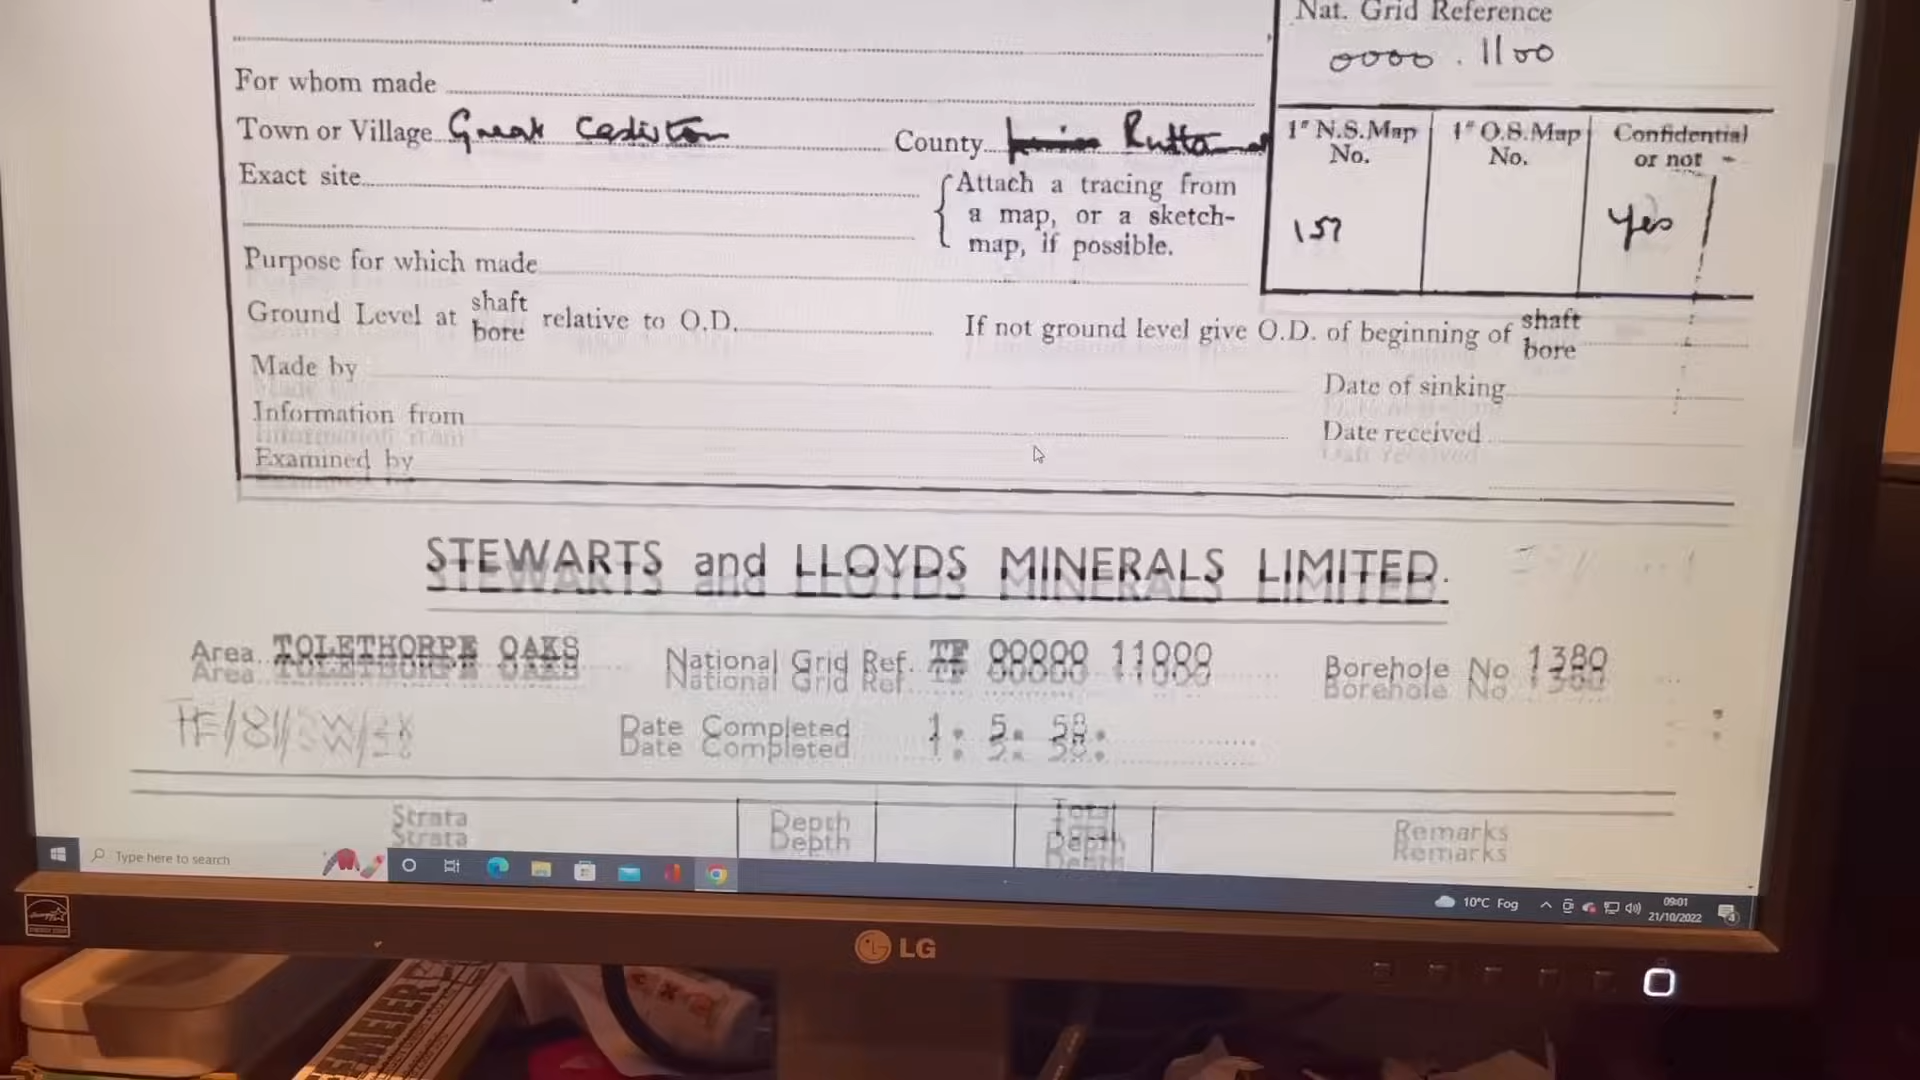 Nat. Grid Reference
0000 . 1100
For whom made
Town or Village Great Casterton County Rutland
1" N.S.Map No. 1" O.S.Map No. Confidential or not
Exact site
{Attach a tracing from a map, or a sketch-map, if possible.
157 Yes
Purpose for which made
Ground Level at shaft bore relative to O.D. If not ground level give O.D. of beginning of shaft bore
Made by Date of sinking
Information from Date received
Examined by
STEWARTS and LLOYDS MINERALS LIMITED.
Area TOLETHORPE OAKS National Grid Ref. TF 00000 11000 Borehole No 1380
Date Completed 1. 5. 58.
Strata Depth Total Depth Remarks
Type here to search
10°C Fog 09:01
21/10/2022
LG